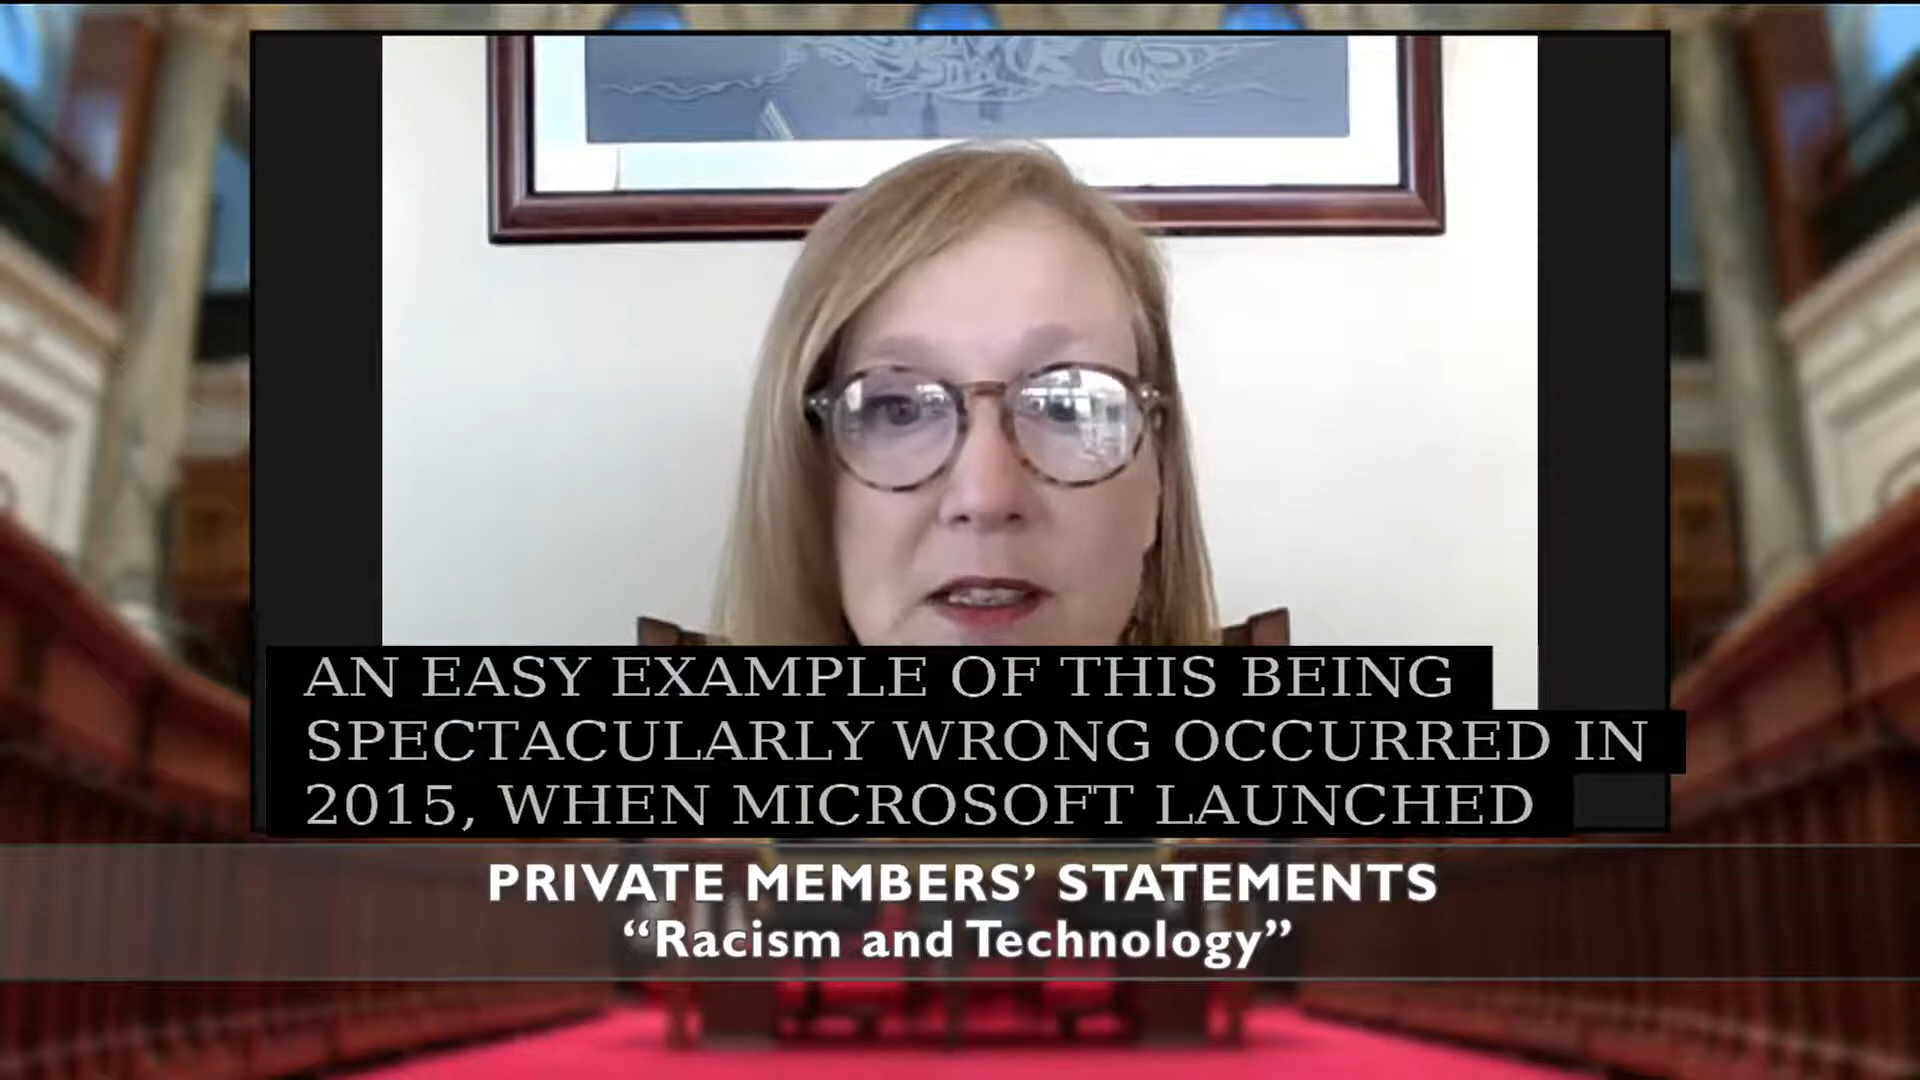 AN EASY EXAMPLE OF THIS BEING
SPECTACULARLY WRONG OCCURRED IN
2015, WHEN MICROSOFT LAUNCHED
PRIVATE MEMBERS’ STATEMENTS
“Racism and Technology”